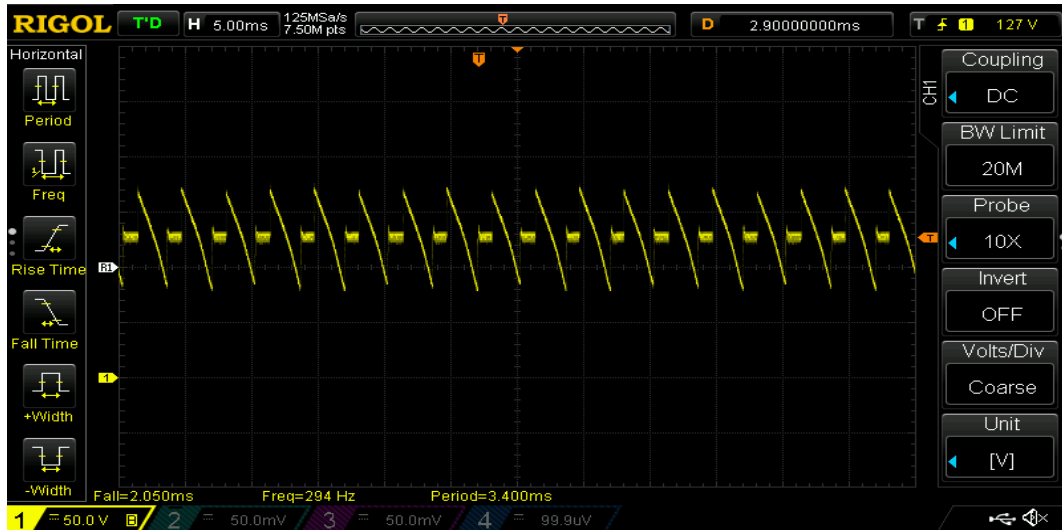 RIGOL T'D H 5.00ms 125MSa/s 7.50M pts D 2.90000000ms T 1 127 V
Horizontal
Period
Freq
Rise Time
Fall Time
+Width
-Width
T
R1
1
T
Fall=2.050ms Freq=294 Hz Period=3.400ms
CH1
Coupling
DC
BW Limit
20M
Probe
10X
Invert
OFF
Volts/Div
Coarse
Unit
[V]
1 = 50.0 V B 2 = 50.0mV 3 = 50.0mV 4 = 99.9uV